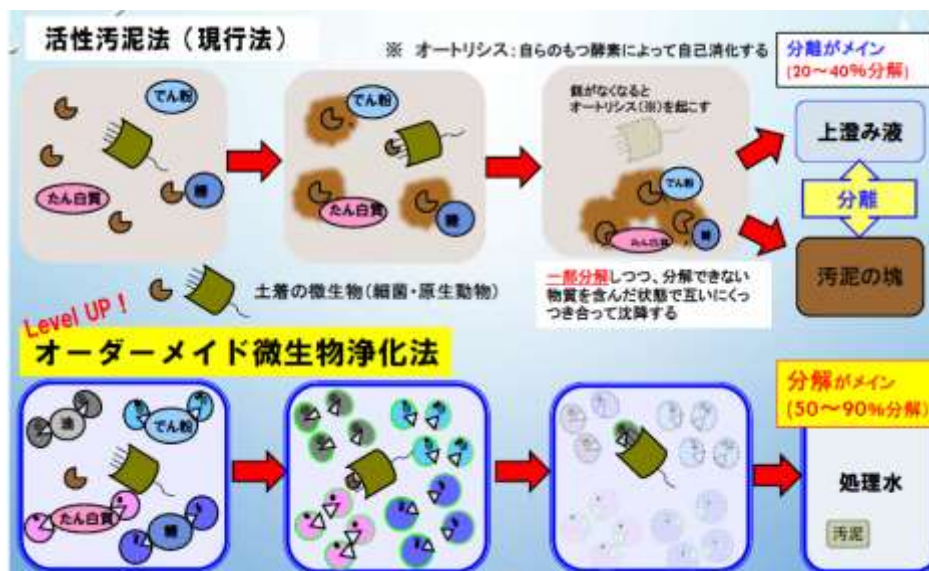 活性汚泥法（現行法）
※ オートリシス：自らのもつ酵素によって自己消化する
分離がメイン
(20～40%分解)
でん粉
たん白質
糖
でん粉
たん白質
糖
餌がなくなると
オートリシス(※)を起こす
でん粉
たん白質
糖
上澄み液
分離
汚泥の塊
土着の微生物（細菌・原生動物）
一部分解しつつ、分解できない
物質を含んだ状態で互いにくっ
つき合って沈降する
Level UP！
オーダーメイド微生物浄化法
分解がメイン
(50～90%分解)
油
でん粉
たん白質
糖
処理水
汚泥